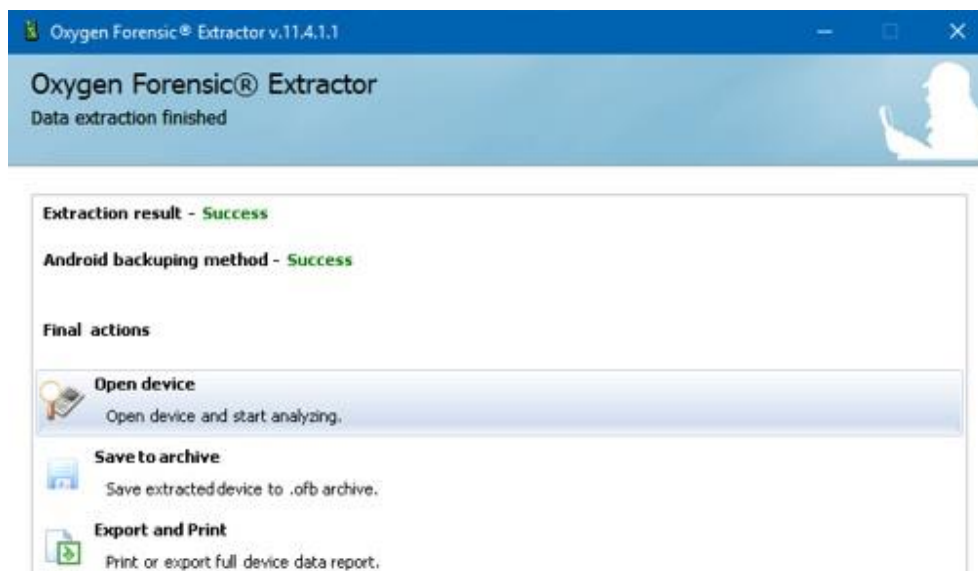 Oxygen Forensic® Extractor v.11.4.1.1
Oxygen Forensic® Extractor
Data extraction finished
Extraction result - Success
Android backuping method - Success
Final actions
Open device
Open device and start analyzing.
Save to archive
Save extracted device to .ofb archive.
Export and Print
Print or export full device data report.